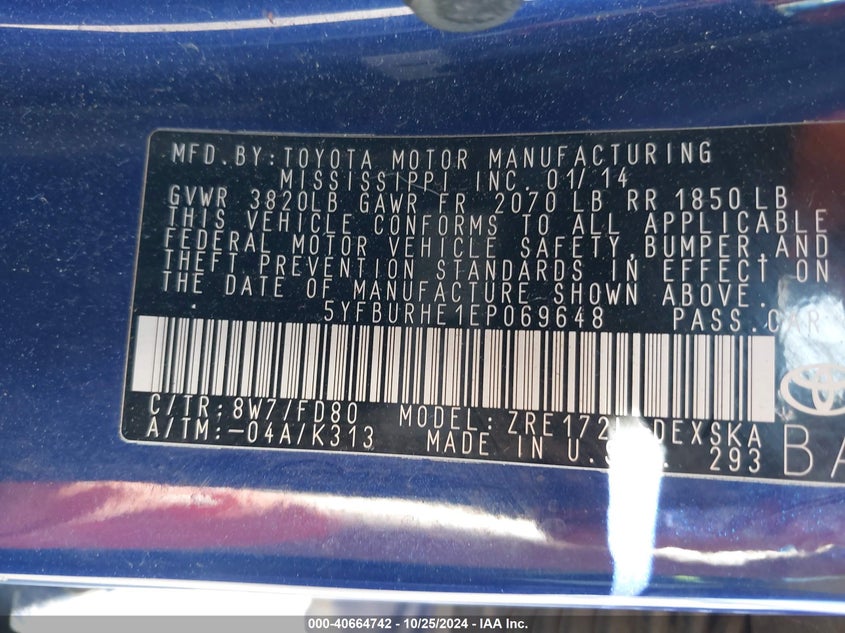 MFD.BY:TOYOTA MOTOR MANUFACTURING
MISSISSIPPI INC. 01/14
GVWR 3820LB GAWR FR 2070 LB RR 1850 LB
THIS VEHICLE CONFORMS TO ALL APPLICABLE
FEDERAL MOTOR VEHICLE SAFETY,BUMPER,AND
THEFT PREVENTION STANDARDS IN EFFECT ON
THE DATE OF MANUFACTURE SHOWN ABOVE.
5YFBURHE1EP069648 PASS.CAR
C/TR:8W7/FD80 MODEL:
A/TM:-04A/K313 MADE IN 293
000-40664742 - 10/25/2024 - IAA Inc.